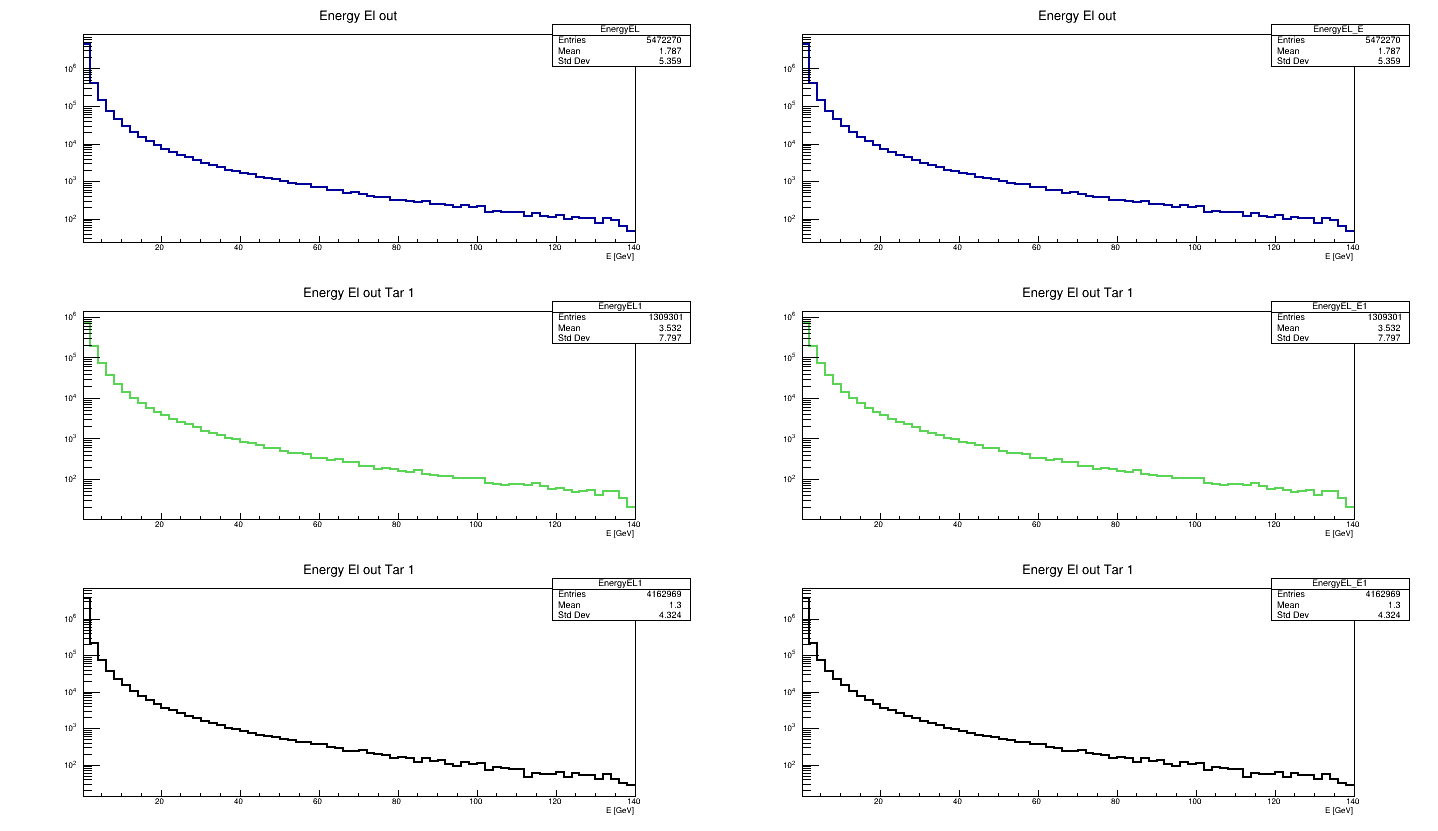 Energy El out
EnergyEL
Entries 5472270
Mean 1.787
Std Dev 5.359
10^6
10^5
10^4
10^3
10^2
20 40 60 80 100 120 140
E [GeV]
Energy El out
EnergyEL_E
Entries 5472270
Mean 1.787
Std Dev 5.359
10^6
10^5
10^4
10^3
10^2
20 40 60 80 100 120 140
E [GeV]
Energy El out Tar 1
EnergyEL1
Entries 1309301
Mean 3.532
Std Dev 7.797
10^6
10^5
10^4
10^3
10^2
20 40 60 80 100 120 140
E [GeV]
Energy El out Tar 1
EnergyEL_E1
Entries 1309301
Mean 3.532
Std Dev 7.797
10^6
10^5
10^4
10^3
10^2
20 40 60 80 100 120 140
E [GeV]
Energy El out Tar 1
EnergyEL1
Entries 4162969
Mean 1.3
Std Dev 4.324
10^6
10^5
10^4
10^3
10^2
20 40 60 80 100 120 140
E [GeV]
Energy El out Tar 1
EnergyEL_E1
Entries 4162969
Mean 1.3
Std Dev 4.324
10^6
10^5
10^4
10^3
10^2
20 40 60 80 100 120 140
E [GeV]